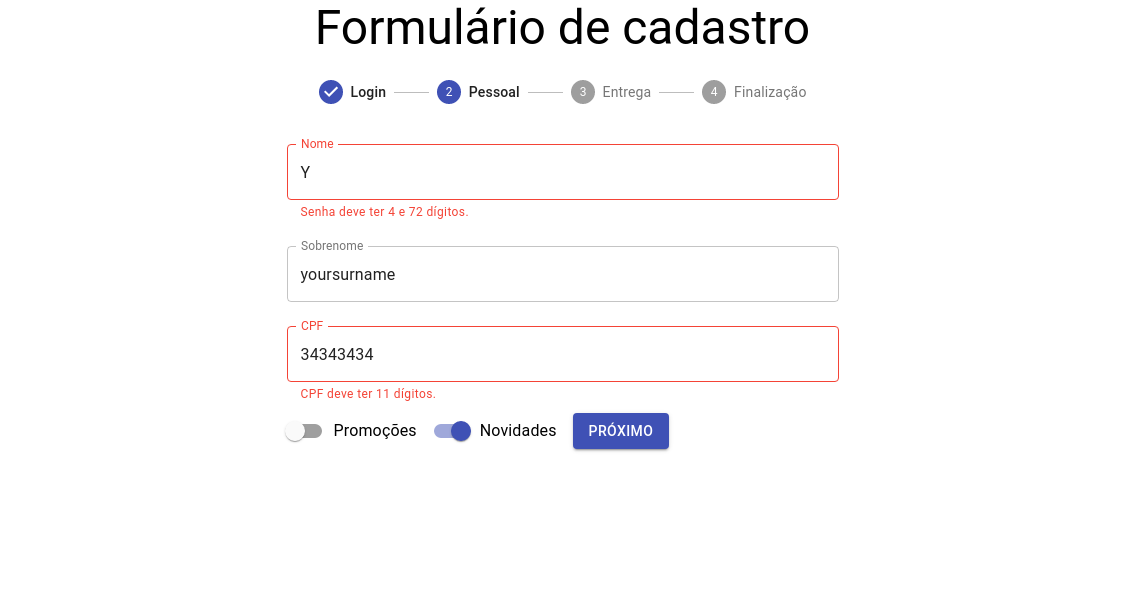 Formulário de cadastro
Login 2 Pessoal 3 Entrega 4 Finalização
Nome
Y
Senha deve ter 4 e 72 dígitos.
Sobrenome
yoursurname
CPF
34343434
CPF deve ter 11 dígitos.
Promoções Novidades PRÓXIMO